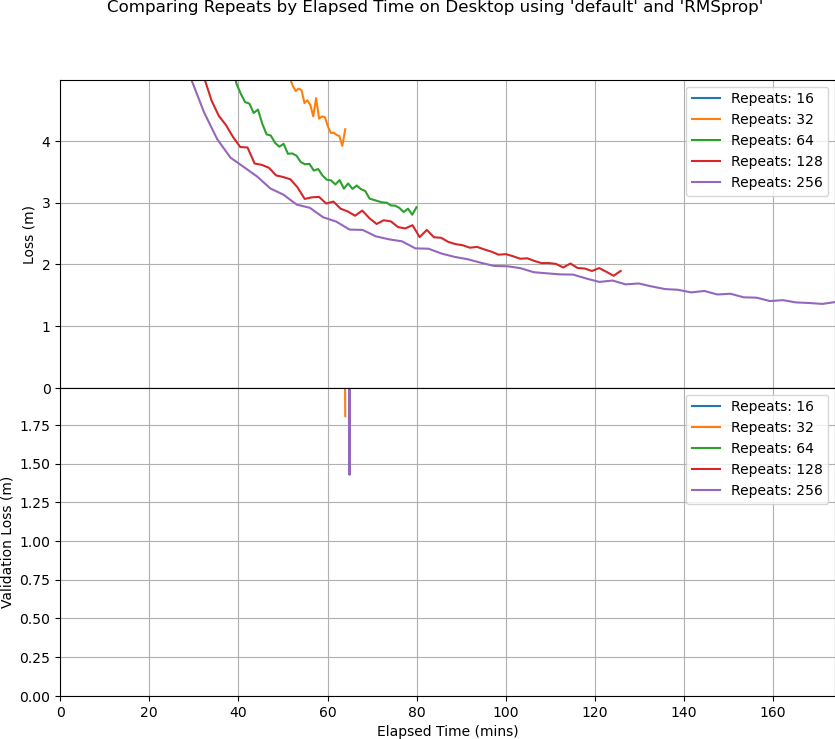 Comparing Repeats by Elapsed Time on Desktop using 'default' and 'RMSprop'
Loss (m)
4
3
2
1
0
Repeats: 16
Repeats: 32
Repeats: 64
Repeats: 128
Repeats: 256
Validation Loss (m)
1.75
1.50
1.25
1.00
0.75
0.50
0.25
0.00
Repeats: 16
Repeats: 32
Repeats: 64
Repeats: 128
Repeats: 256
0 20 40 60 80 100 120 140 160
Elapsed Time (mins)